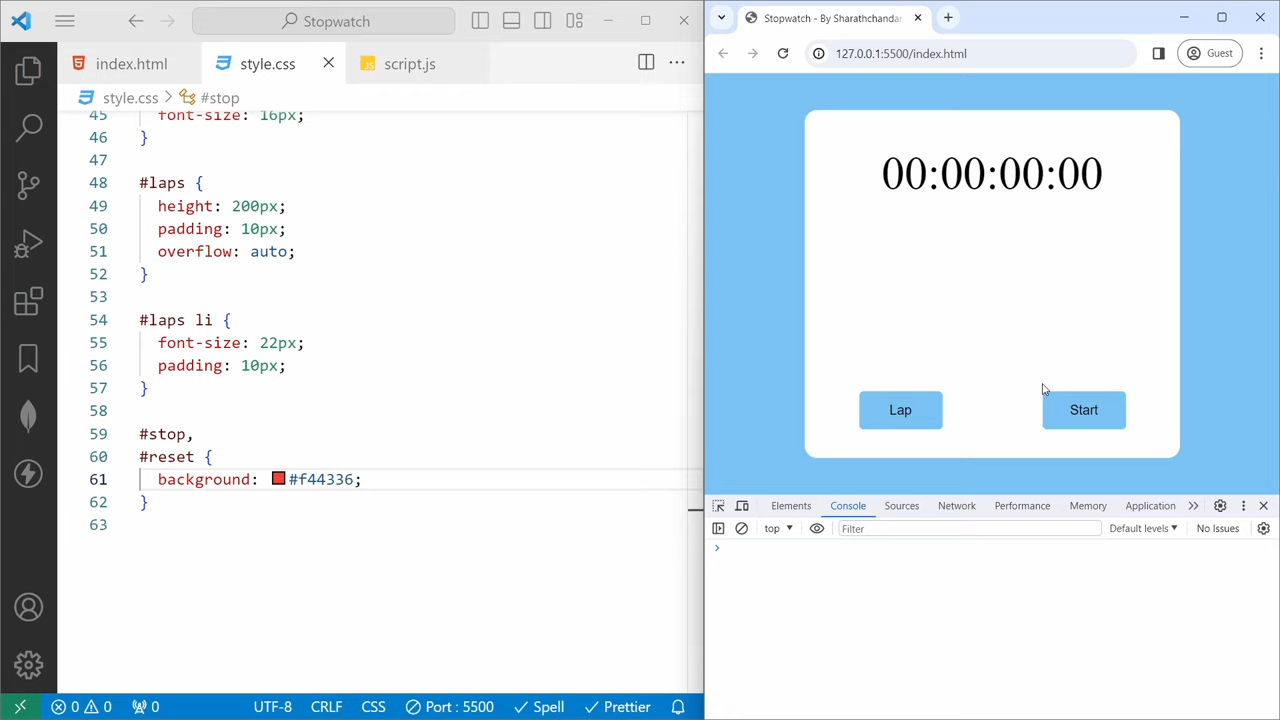 Stopwatch
index.html
style.css
script.js
style.css
#stop
45 font-size: 16px;
46 }
47
48 #laps {
49 height: 200px;
50 padding: 10px;
51 overflow: auto;
52 }
53
54 #laps li {
55 font-size: 22px;
56 padding: 10px;
57 }
58
59 #stop,
60 #reset {
61 background: #f44336;
62 }
63
0 0 0 UTF-8 CRLF CSS Port : 5500 Spell Prettier
Stopwatch - By Sharathchandar
127.0.0.1:5500/index.html
Guest
00:00:00:00
Lap Start
Elements Console Sources Network Performance Memory Application
top Filter Default levels No Issues